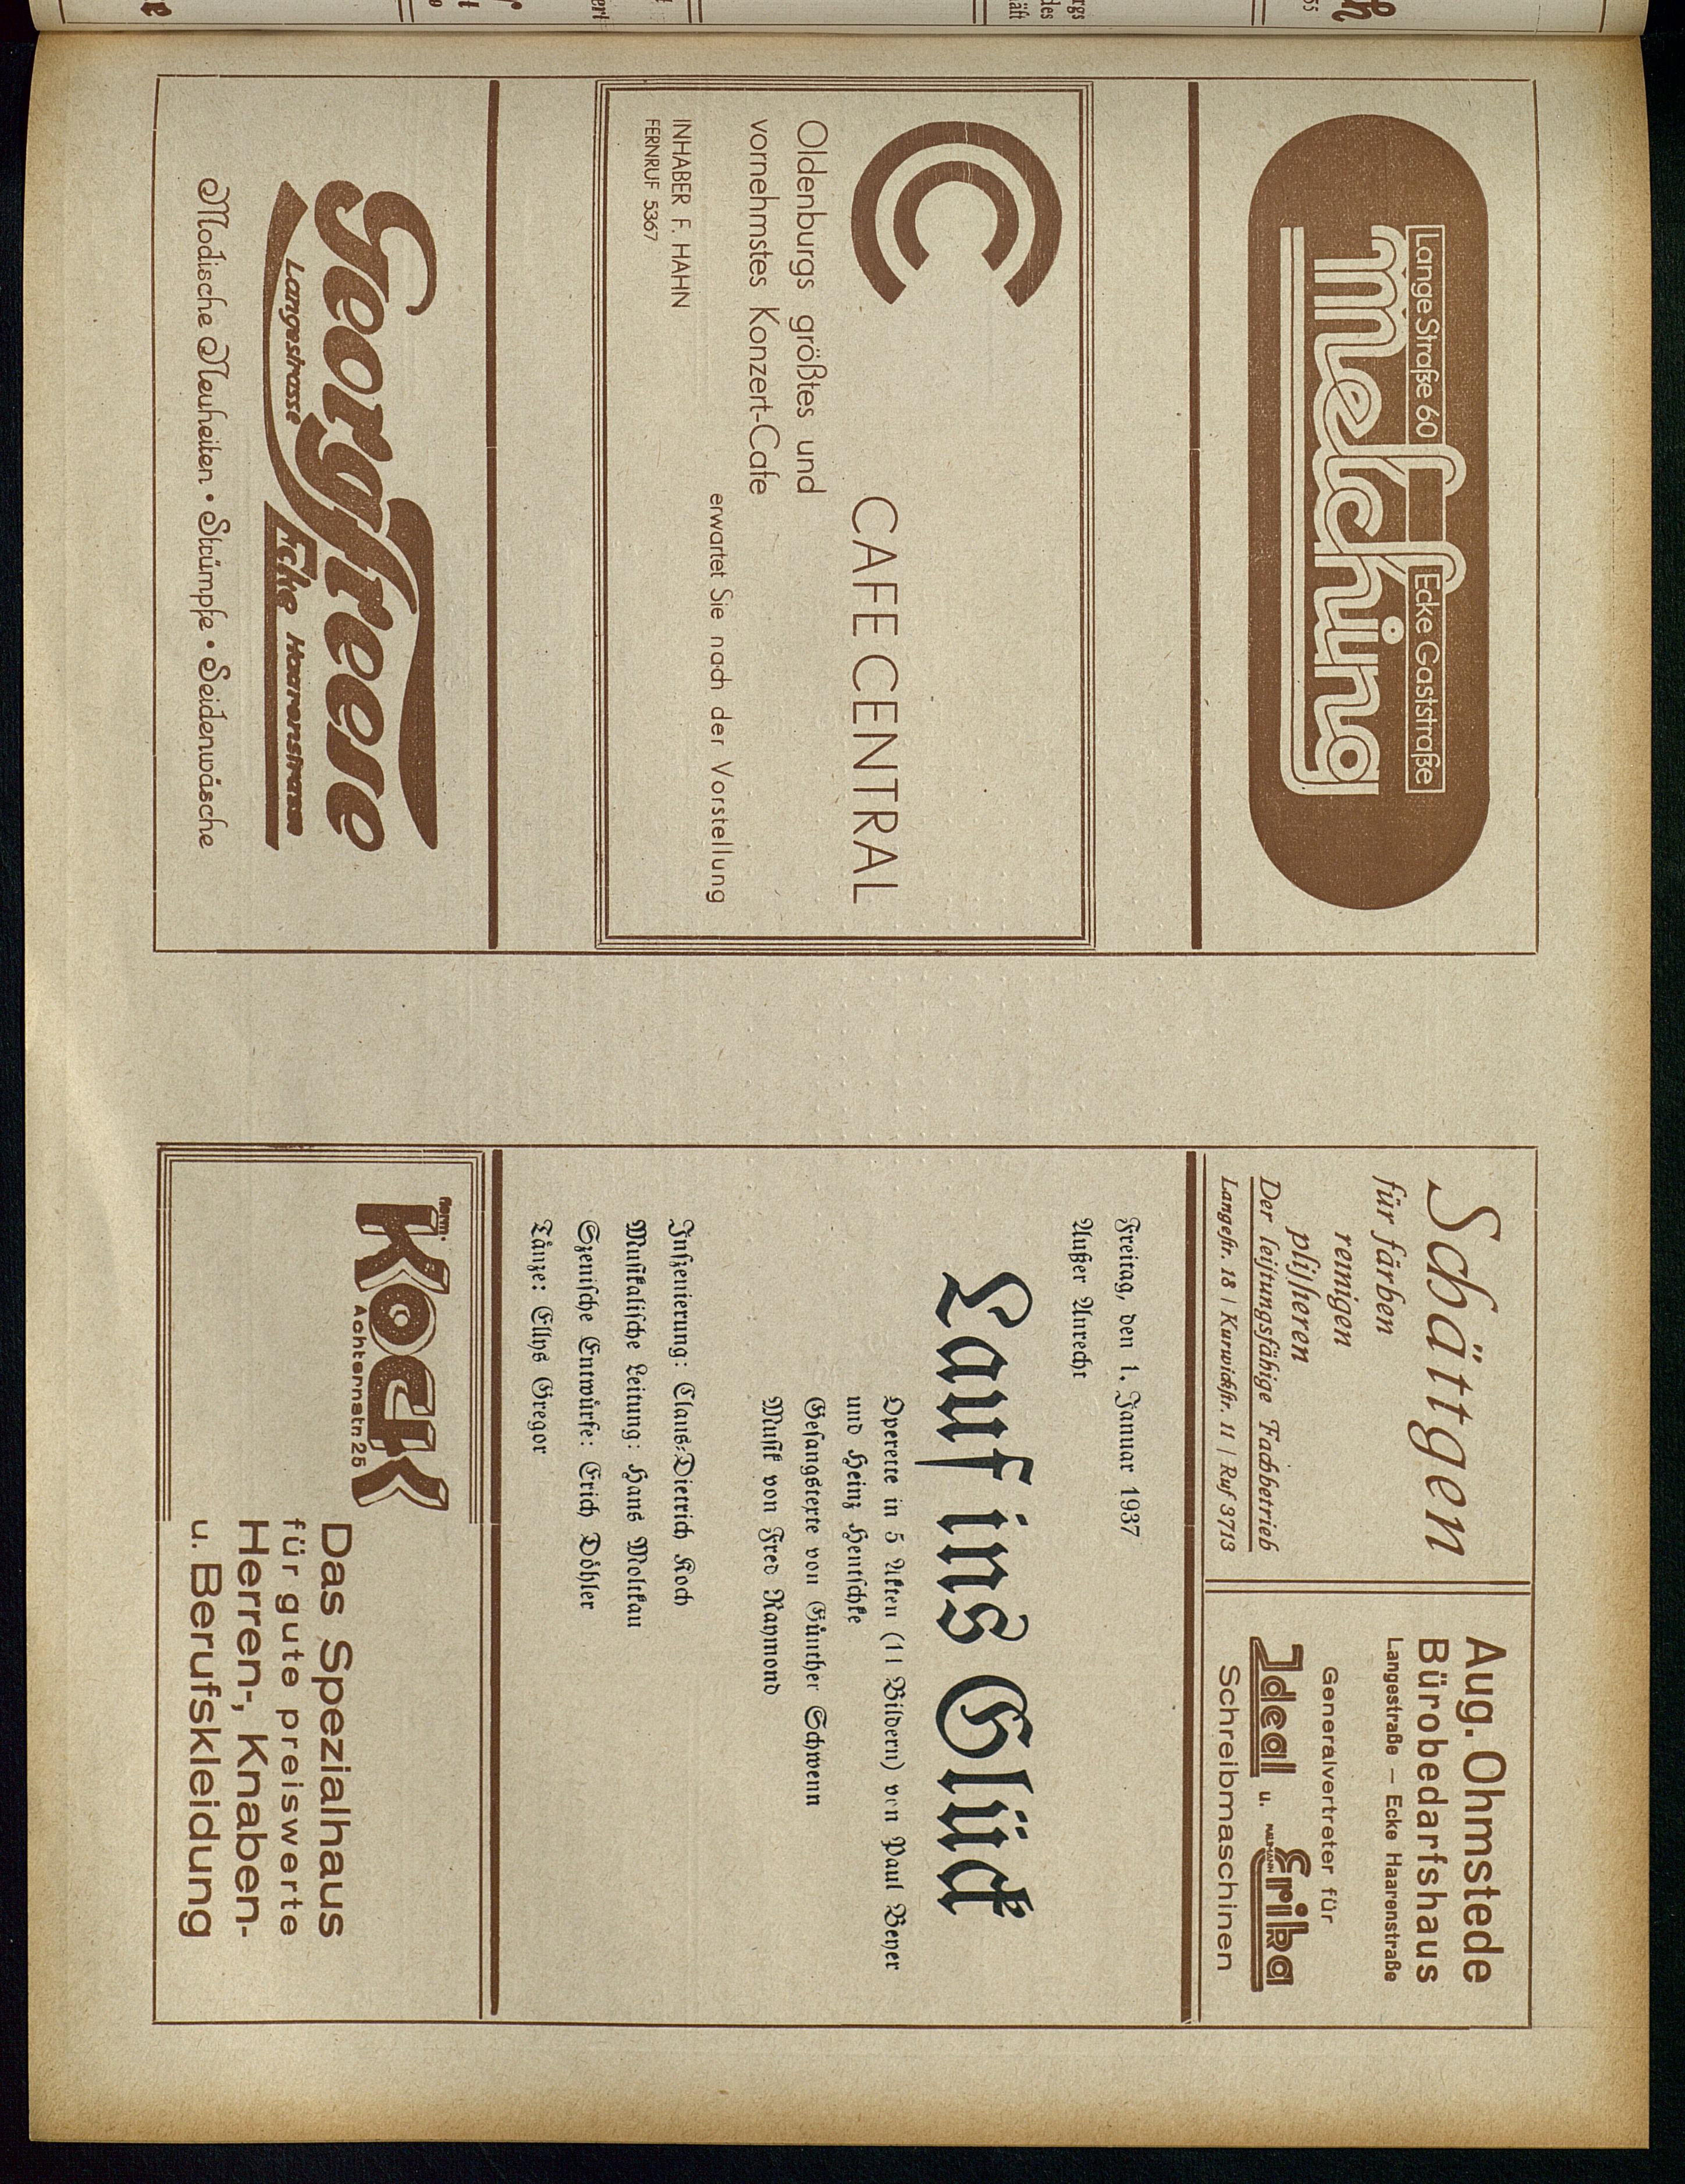 Lange Straße 60
Ecke Gaststraße
Melching
CAFE CENTRAL
Oldenburgs größtes und
vornehmstes Konzert-Cafe
erwartet Sie nach der Vorstellung
INHABER F. HAHN
FERNRUF 5367
Georg Freese
Langestrasse
Ecke Haarenstrasse
Modische Neuheiten • Strümpfe • Seidenwäsche
Schättgen
für färben
reinigen
plissieren
Der leistungsfähige Fachbetrieb
Langestr. 18 | Kurwickstr. 11 | Ruf 3713
Aug. Ohmstede
Bürobedarfshaus
Langestraße – Ecke Haarenstraße
Generalvertreter für
Ideal u. NAUMANN Erika
Schreibmaschinen
Freitag, den 1. Januar 1937
Außer Anrecht
Lauf ins Glück
Operette in 5 Akten (11 Bildern) von Paul Beyer
und Heinz Hentschke
Gesangstexte von Günther Schwenn
Musik von Fred Raymond
Inszenierung: Claus-Dietrich Koch
Musikalische Leitung: Hans Moltkau
Szenische Entwürfe: Erich Döhler
Tänze: Ellys Gregor
Herm.
Kock
Achternstr. 25
Das Spezialhaus
für gute preiswerte
Herren-, Knaben-
u. Berufskleidung